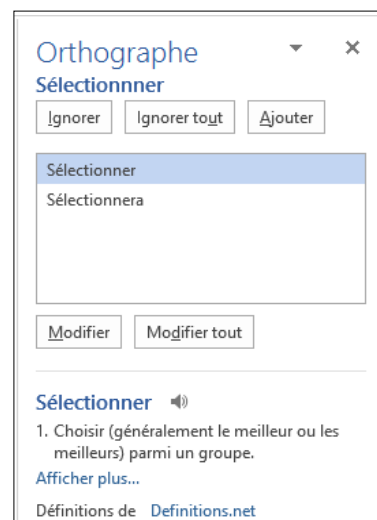 Orthographe
Sélectionnner
Ignorer Ignorer tout Ajouter
Sélectionner
Sélectionnera
Modifier Modifier tout
Sélectionner
1. Choisir (généralement le meilleur ou les
meilleurs) parmi un groupe.
Afficher plus...
Définitions de Definitions.net